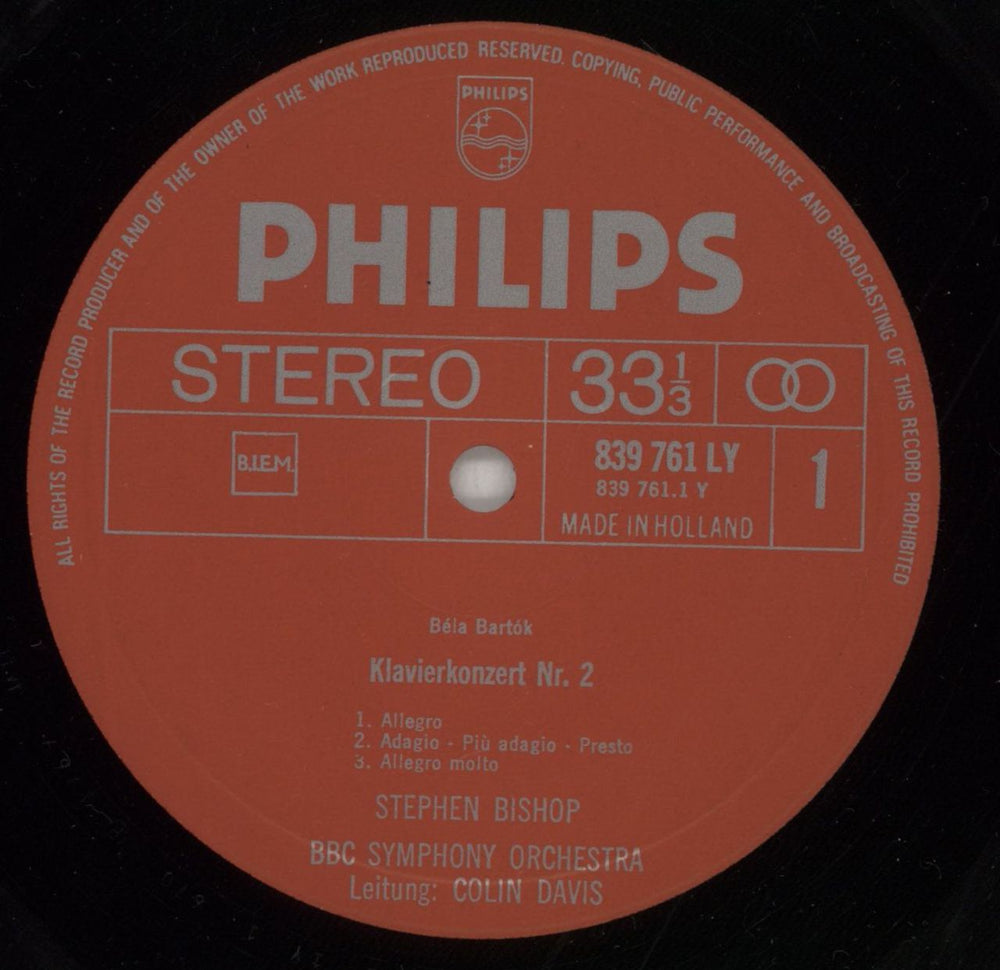 ALL RIGHTS OF THE RECORD PRODUCER AND OF THE OWNER OF THE WORK REPRODUCED RESERVED. COPYING, PUBLIC PERFORMANCE AND BROADCASTING OF THIS RECORD PROHIBITED
PHILIPS
PHILIPS
STEREO 33 1/3
B.I.E.M. 839 761 LY 1
839 761.1 Y
MADE IN HOLLAND
Béla Bartók
Klavierkonzert Nr. 2
1. Allegro
2. Adagio - Più adagio - Presto
3. Allegro molto
STEPHEN BISHOP
BBC SYMPHONY ORCHESTRA
Leitung: COLIN DAVIS